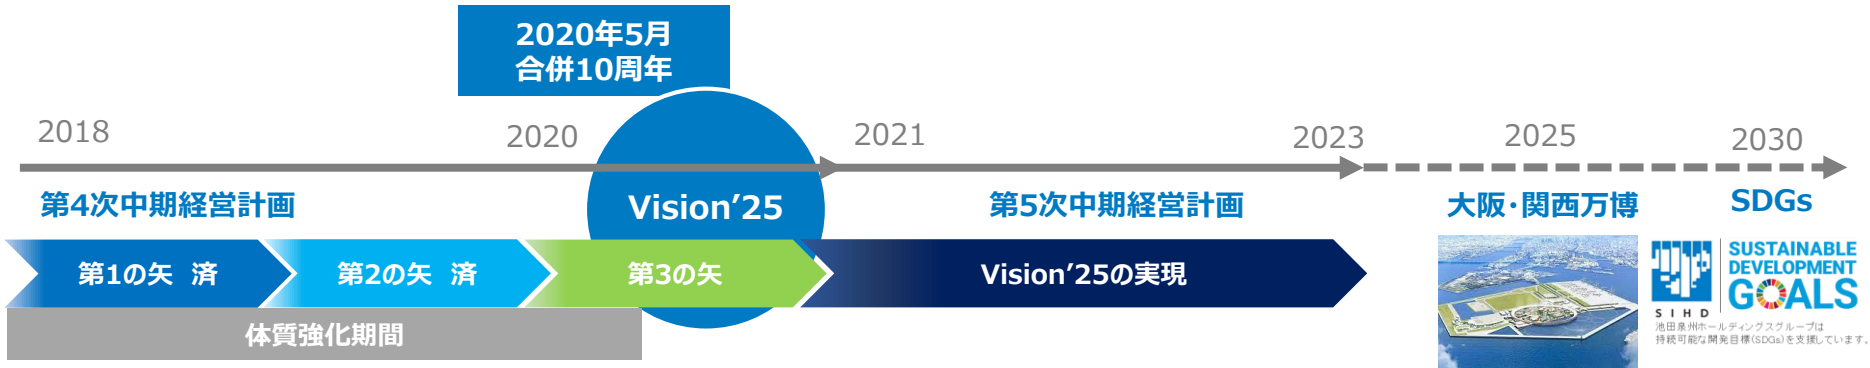 2020年5月
合併10周年
2018
2020
2021
2023
2025
2030
第4次中期経営計画
Vision’25
第5次中期経営計画
大阪・関西万博
SDGs
第1の矢 済
第2の矢 済
第3の矢
Vision’25の実現
体質強化期間
SIHD
SUSTAINABLE
DEVELOPMENT
GOALS
池田泉州ホールディングスグループは
持続可能な開発目標(SDGs)を支援しています。